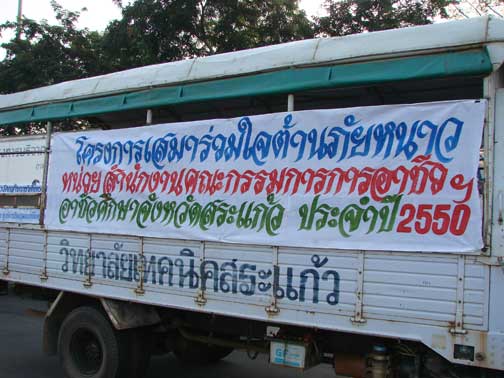 โครงการเสมาร่วมใจต้านภัยหนาว
หน่วย สำนักงานคณะกรรมการการอาชีวะฯ
อาชีวศึกษาจังหวัดสระแก้ว ประจำปี 2550
วิทยาลัยเทคนิคสระแก้ว